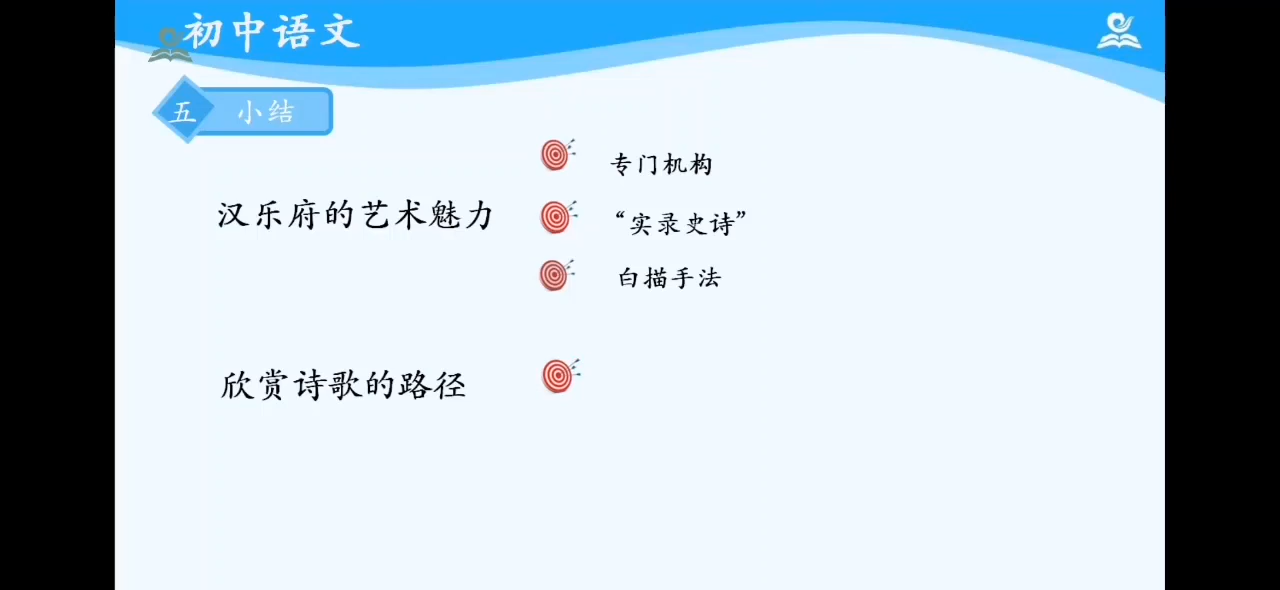 初中语文
五 小结
专门机构
汉乐府的艺术魅力
“实录史诗”
白描手法
欣赏诗歌的路径